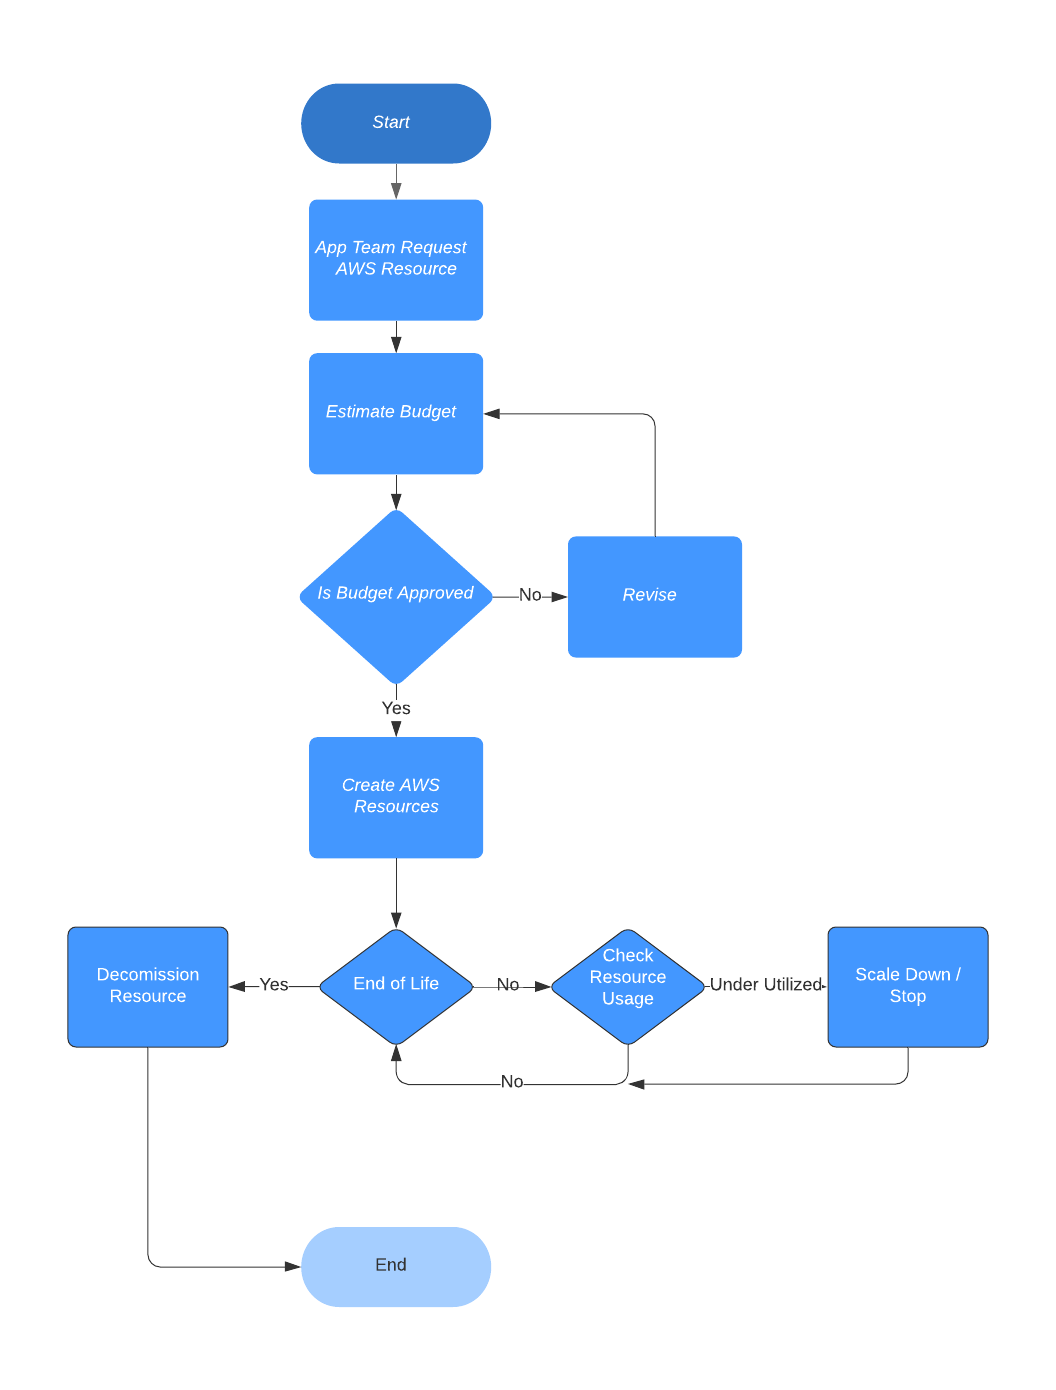 Start
App Team Request
AWS Resource
Estimate Budget
Is Budget Approved
No
Revise
Yes
Create AWS
Resources
Decomission
Resource
Yes
End of Life
No
Check
Resource
Usage
Under Utilized
Scale Down /
Stop
No
End